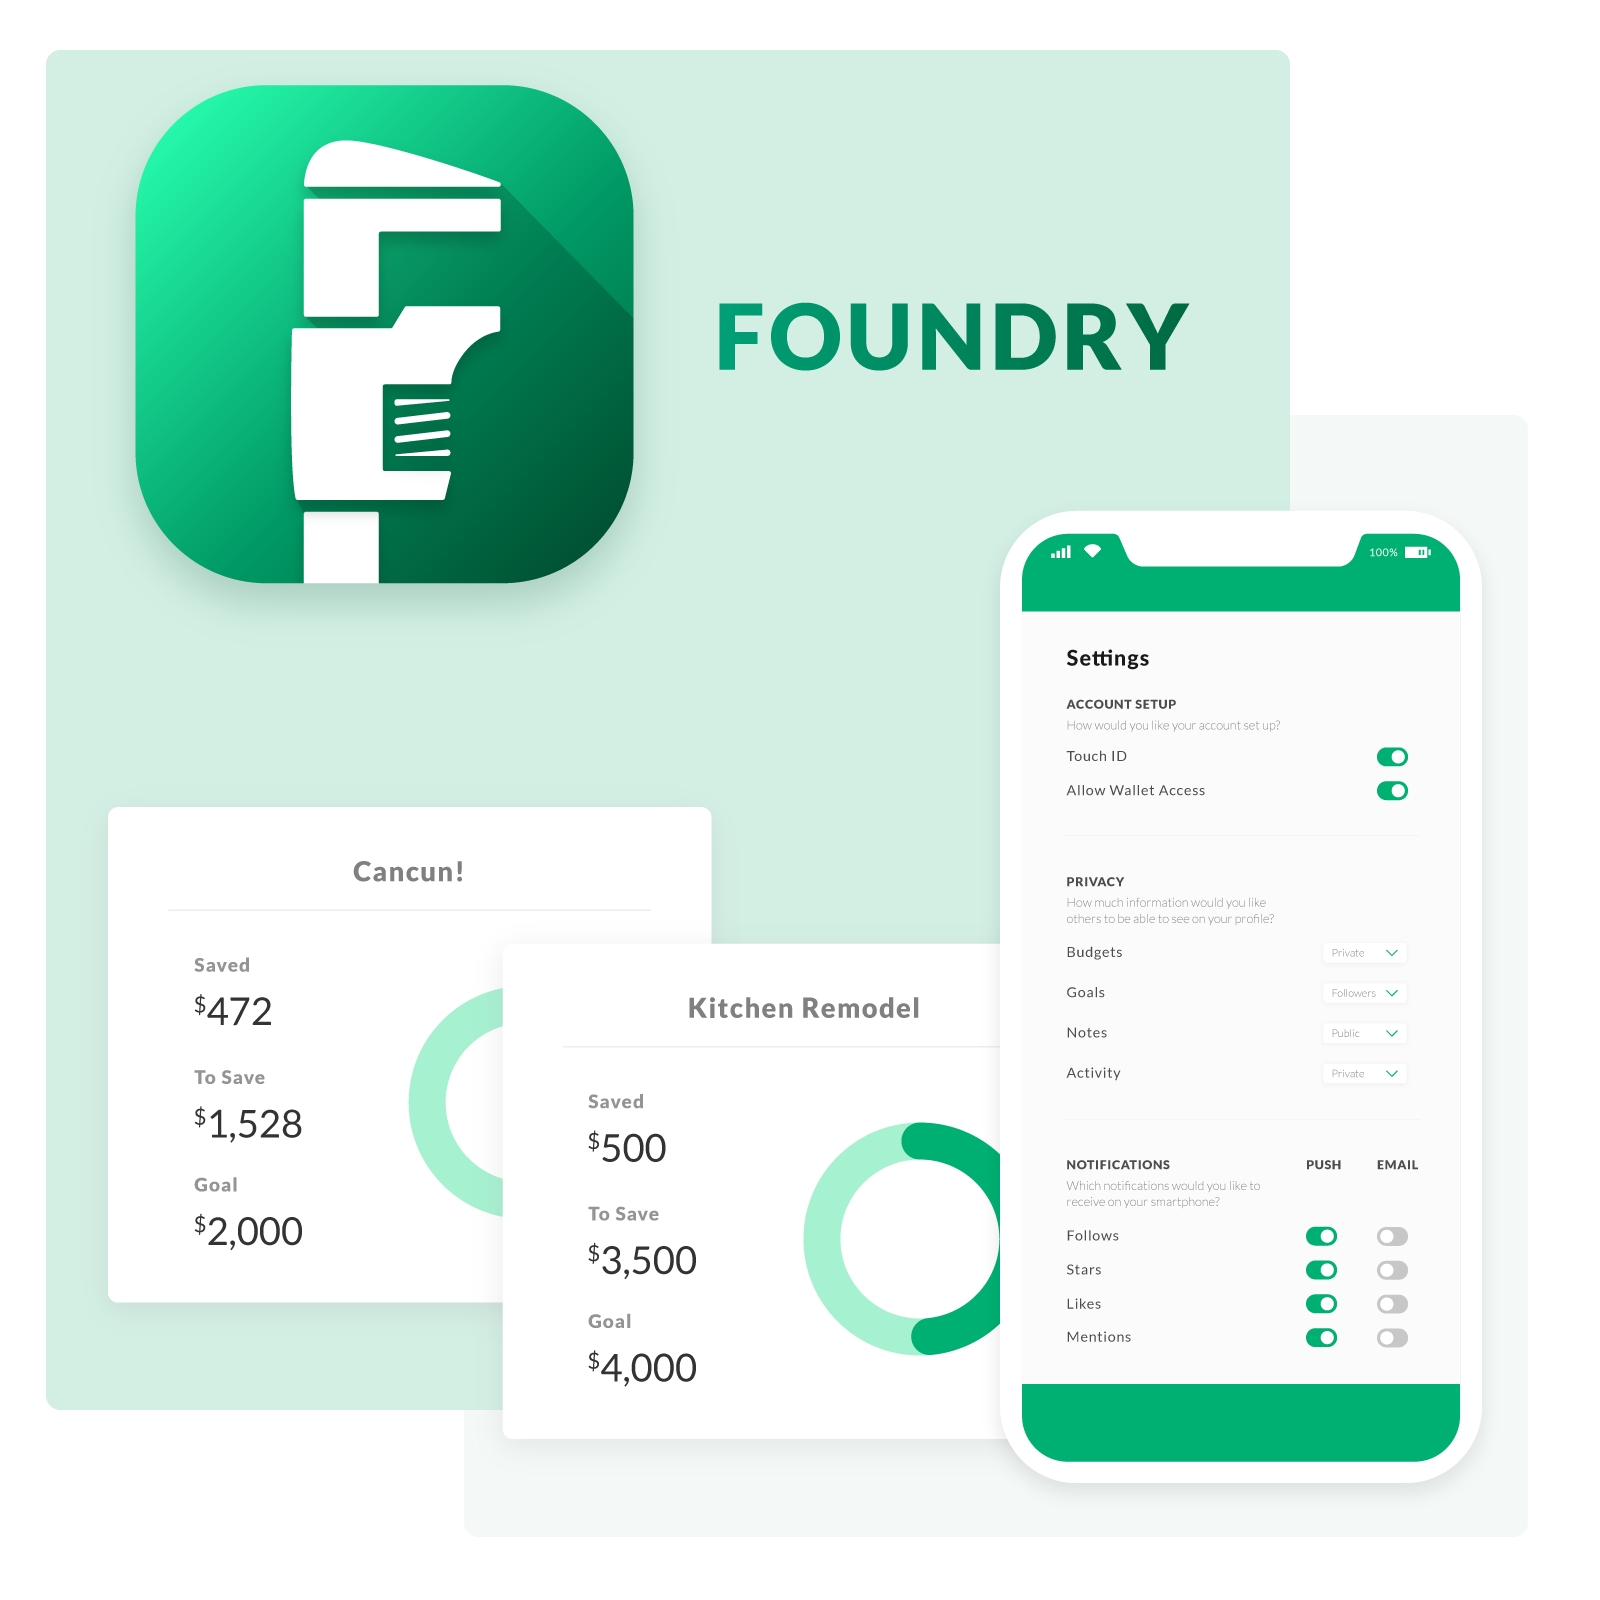 FOUNDRY
100%
Settings
ACCOUNT SETUP
How would you like your account set up?
Touch ID
Allow Wallet Access
PRIVACY
How much information would you like
others to be able to see on your profile?
Budgets Private
Goals Followers
Notes Public
Activity Private
NOTIFICATIONS PUSH EMAIL
Which notifications would you like to
receive on your smartphone?
Follows
Stars
Likes
Mentions
Cancun!
Saved
$472
To Save
$1,528
Goal
$2,000
Kitchen Remodel
Saved
$500
To Save
$3,500
Goal
$4,000